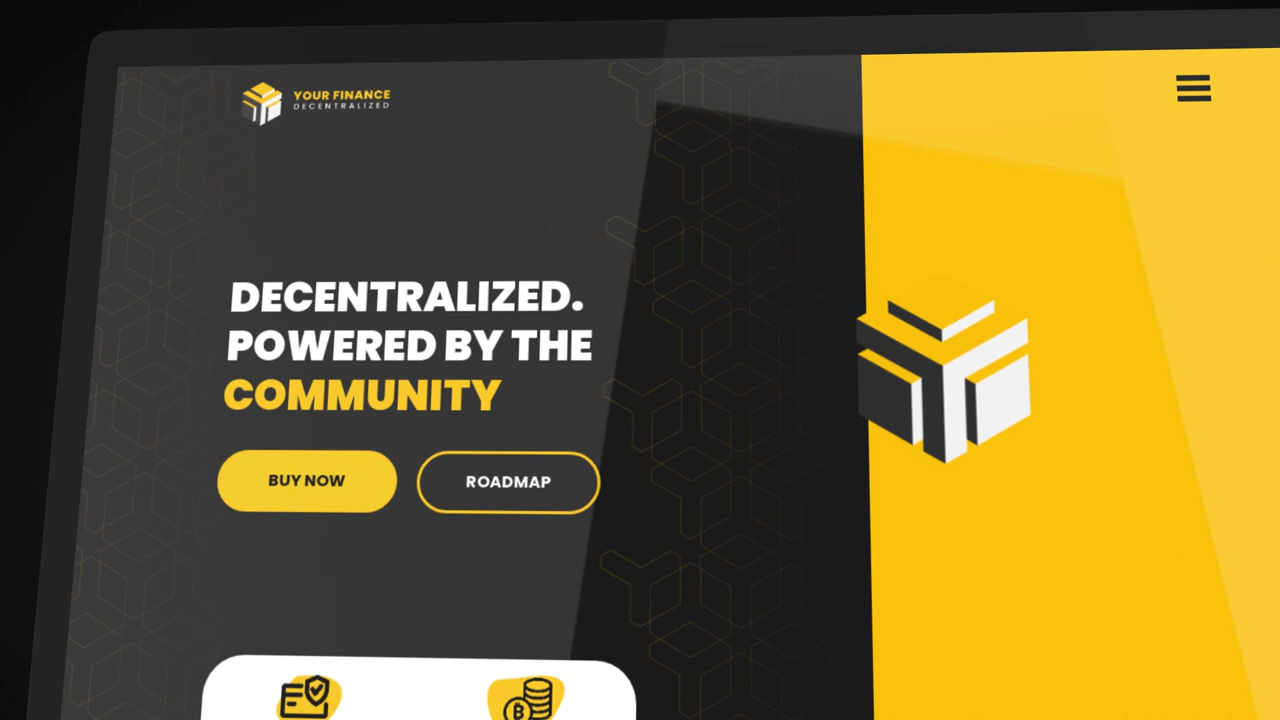 YOUR FINANCE
DECENTRALIZED
DECENTRALIZED.
POWERED BY THE
COMMUNITY
BUY NOW
ROADMAP